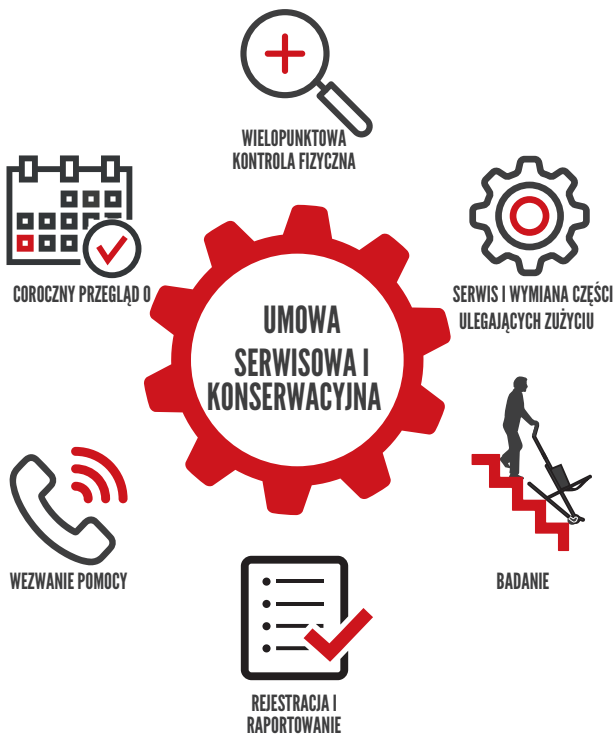 WIELOPUNKTOWA
KONTROLA FIZYCZNA
COROCZNY PRZEGLĄD O
SERWIS I WYMIANA CZĘŚCI
ULEGAJĄCYCH ZUŻYCIU
UMOWA
SERWISOWA I
KONSERWACYJNA
WEZWANIE POMOCY
BADANIE
REJESTRACJA I
RAPORTOWANIE